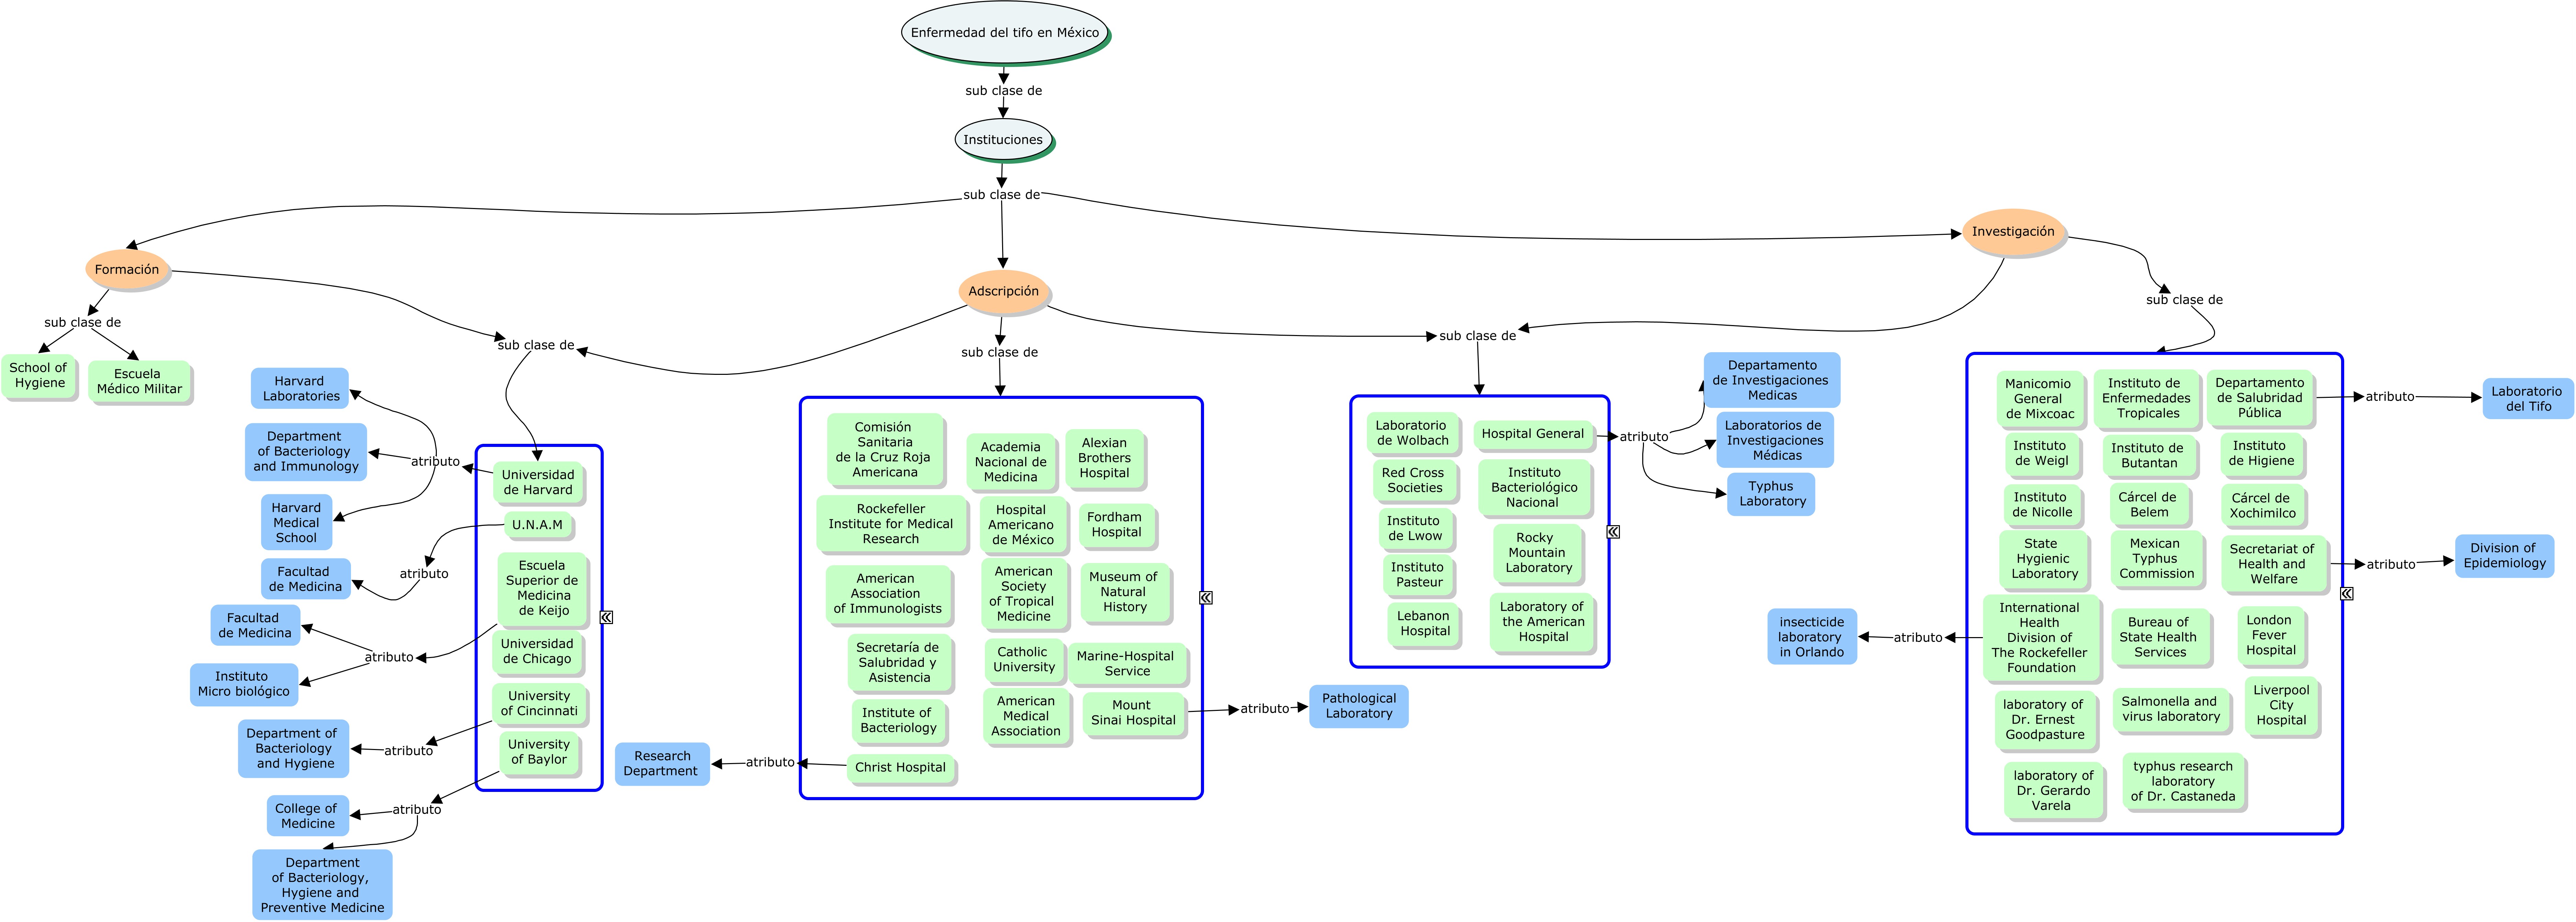 Enfermedad del tifo en México
sub clase de
Instituciones
sub clase de
Formación
Adscripción
Investigación
sub clase de
School of
Hygiene
Escuela
Médico Militar
sub clase de
Harvard
Laboratories
Department
of Bacteriology
and Immunology
Harvard
Medical
School
atributo
Universidad
de Harvard
U.N.A.M
atributo
Facultad
de Medicina
Escuela
Superior de
Medicina
de Keijo
Facultad
de Medicina
atributo
Instituto
Micro biológico
Universidad
de Chicago
University
of Cincinnati
atributo
Department of
Bacteriology
and Hygiene
University
of Baylor
atributo
College of
Medicine
Department
of Bacteriology,
Hygiene and
Preventive Medicine
sub clase de
Comisión
Sanitaria
de la Cruz Roja
Americana
Academia
Nacional de
Medicina
Alexian
Brothers
Hospital
Rockefeller
Institute for Medical
Research
Hospital
Americano
de México
Fordham
Hospital
American
Association
of Immunologists
American
Society
of Tropical
Medicine
Museum of
Natural
History
Secretaría de
Salubridad y
Asistencia
Catholic
University
Marine-Hospital
Service
Institute of
Bacteriology
American
Medical
Association
Mount
Sinai Hospital
atributo
Pathological
Laboratory
Christ Hospital
atributo
Research
Department
sub clase de
Laboratorio
de Wolbach
Hospital General
atributo
Departamento
de Investigaciones
Medicas
Laboratorios de
Investigaciones
Médicas
Typhus
Laboratory
Red Cross
Societies
Instituto
Bacteriológico
Nacional
Instituto
de Lwow
Rocky
Mountain
Laboratory
Instituto
Pasteur
Lebanon
Hospital
Laboratory of
the American
Hospital
sub clase de
Manicomio
General
de Mixcoac
Instituto de
Enfermedades
Tropicales
Departamento
de Salubridad
Pública
atributo
Laboratorio
del Tifo
Instituto
de Weigl
Instituto de
Butantan
Instituto
de Higiene
Instituto
de Nicolle
Cárcel de
Belem
Cárcel de
Xochimilco
State
Hygienic
Laboratory
Mexican
Typhus
Commission
Secretariat of
Health and
Welfare
atributo
Division of
Epidemiology
International
Health
Division of
The Rockefeller
Foundation
atributo
insecticide
laboratory
in Orlando
Bureau of
State Health
Services
London
Fever
Hospital
laboratory of
Dr. Ernest
Goodpasture
Salmonella and
virus laboratory
Liverpool
City
Hospital
laboratory of
Dr. Gerardo
Varela
typhus research
laboratory
of Dr. Castaneda